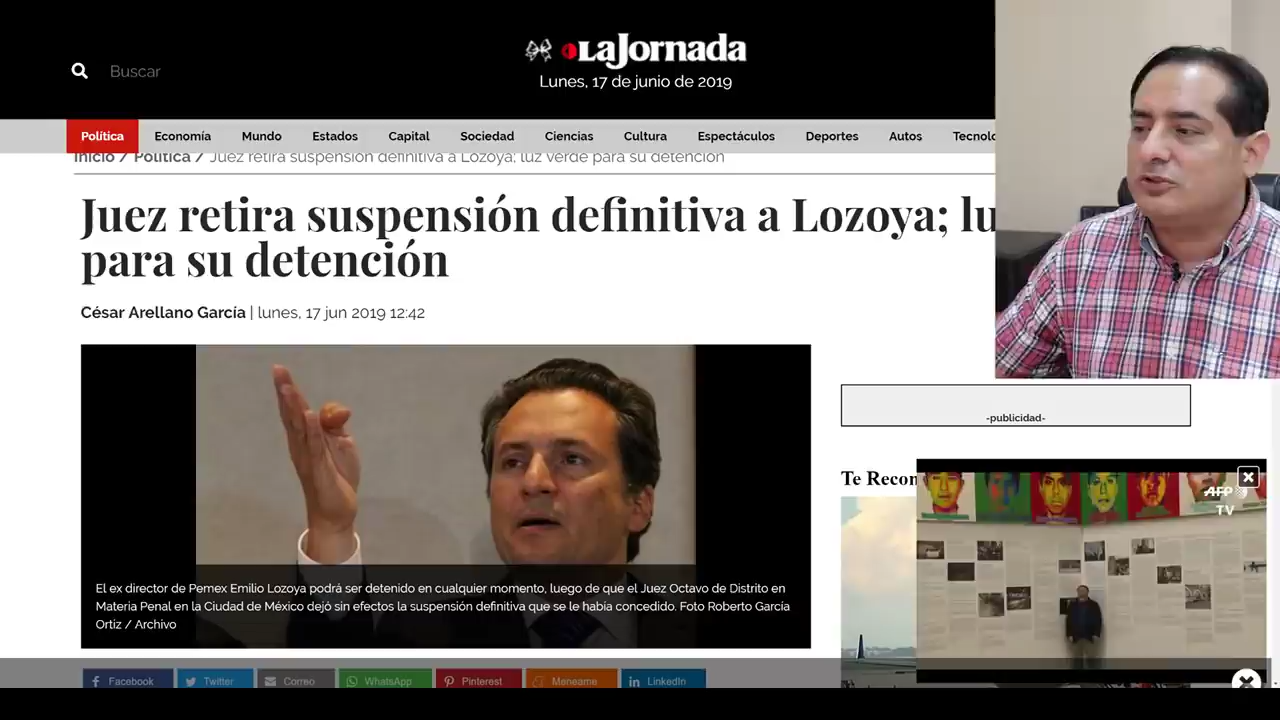 LaJornada
Buscar
Lunes, 17 de junio de 2019
Política Economía Mundo Estados Capital Sociedad Ciencias Cultura Espectáculos Deportes Autos Tecnolo
Inicio / Política / Juez retira suspensión definitiva a Lozoya; luz verde para su detención
Juez retira suspensión definitiva a Lozoya; lu
para su detención
César Arellano García | lunes, 17 jun 2019 12:42
-publicidad-
Te Recon
AFP
TV
El ex director de Pemex Emilio Lozoya podrá ser detenido en cualquier momento, luego de que el Juez Octavo de Distrito en
Materia Penal en la Ciudad de México dejó sin efectos la suspensión definitiva que se le había concedido. Foto Roberto García
Ortiz / Archivo
Facebook Twitter Correo WhatsApp Pinterest Meneame LinkedIn